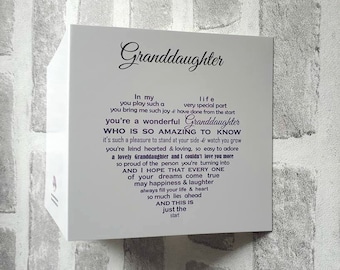 Granddaughter
In my life
you play such a very special part
you bring me such joy & have done from the start
you're a wonderful Granddaughter
WHO IS SO AMAZING TO KNOW
it's such a pleasure to stand at your side & watch you grow
you're kind hearted & loving, so easy to adore
a lovely Granddaughter and I couldn't love you more
so proud of the person you're turning into
AND I HOPE THAT EVERY ONE
of your dreams come true
may happiness & laughter
always fill your life & heart
so much lies ahead
AND THIS IS
just the
start